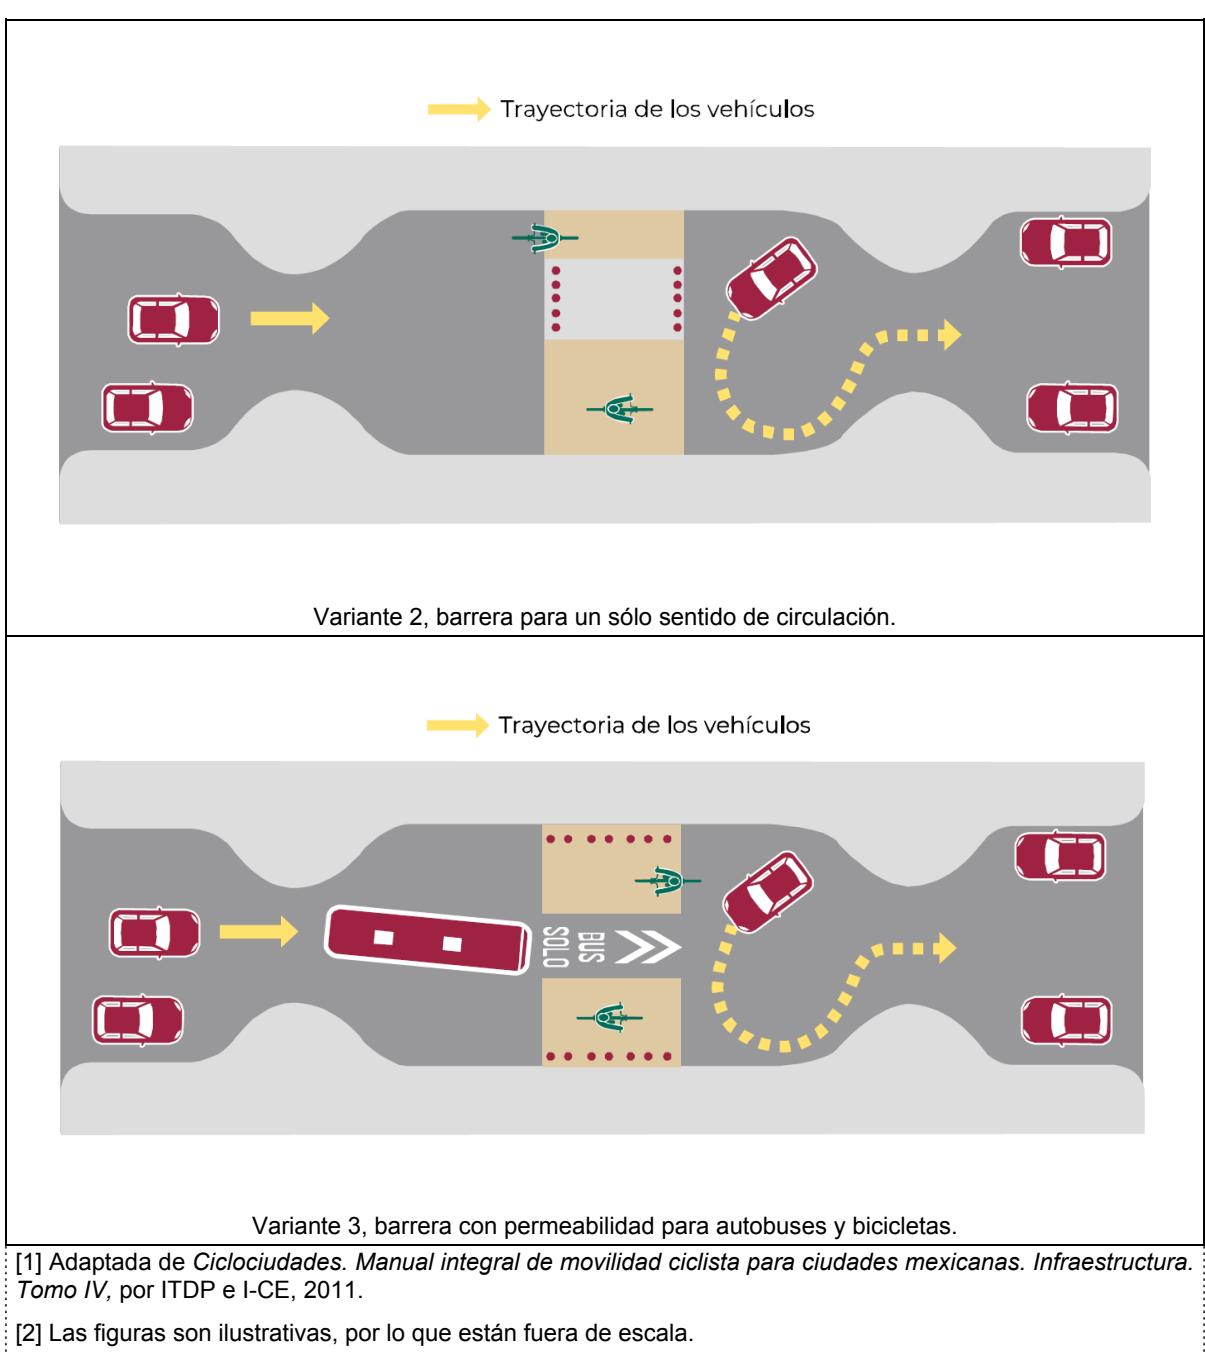 Trayectoria de los vehículos
Variante 2, barrera para un sólo sentido de circulación.
Trayectoria de los vehículos
BUS
SOLO
Variante 3, barrera con permeabilidad para autobuses y bicicletas.
[1] Adaptada de Ciclociudades. Manual integral de movilidad ciclista para ciudades mexicanas. Infraestructura.
Tomo IV, por ITDP e I-CE, 2011.
[2] Las figuras son ilustrativas, por lo que están fuera de escala.